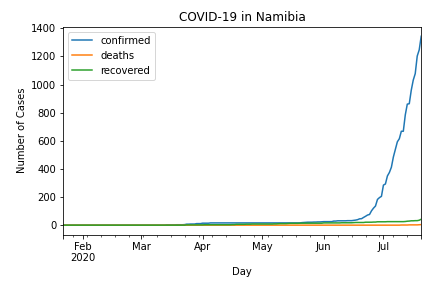 COVID-19 in Namibia
confirmed
deaths
recovered
Number of Cases
1400
1200
1000
800
600
400
200
0
Feb
2020
Mar
Apr
May
Jun
Jul
Day